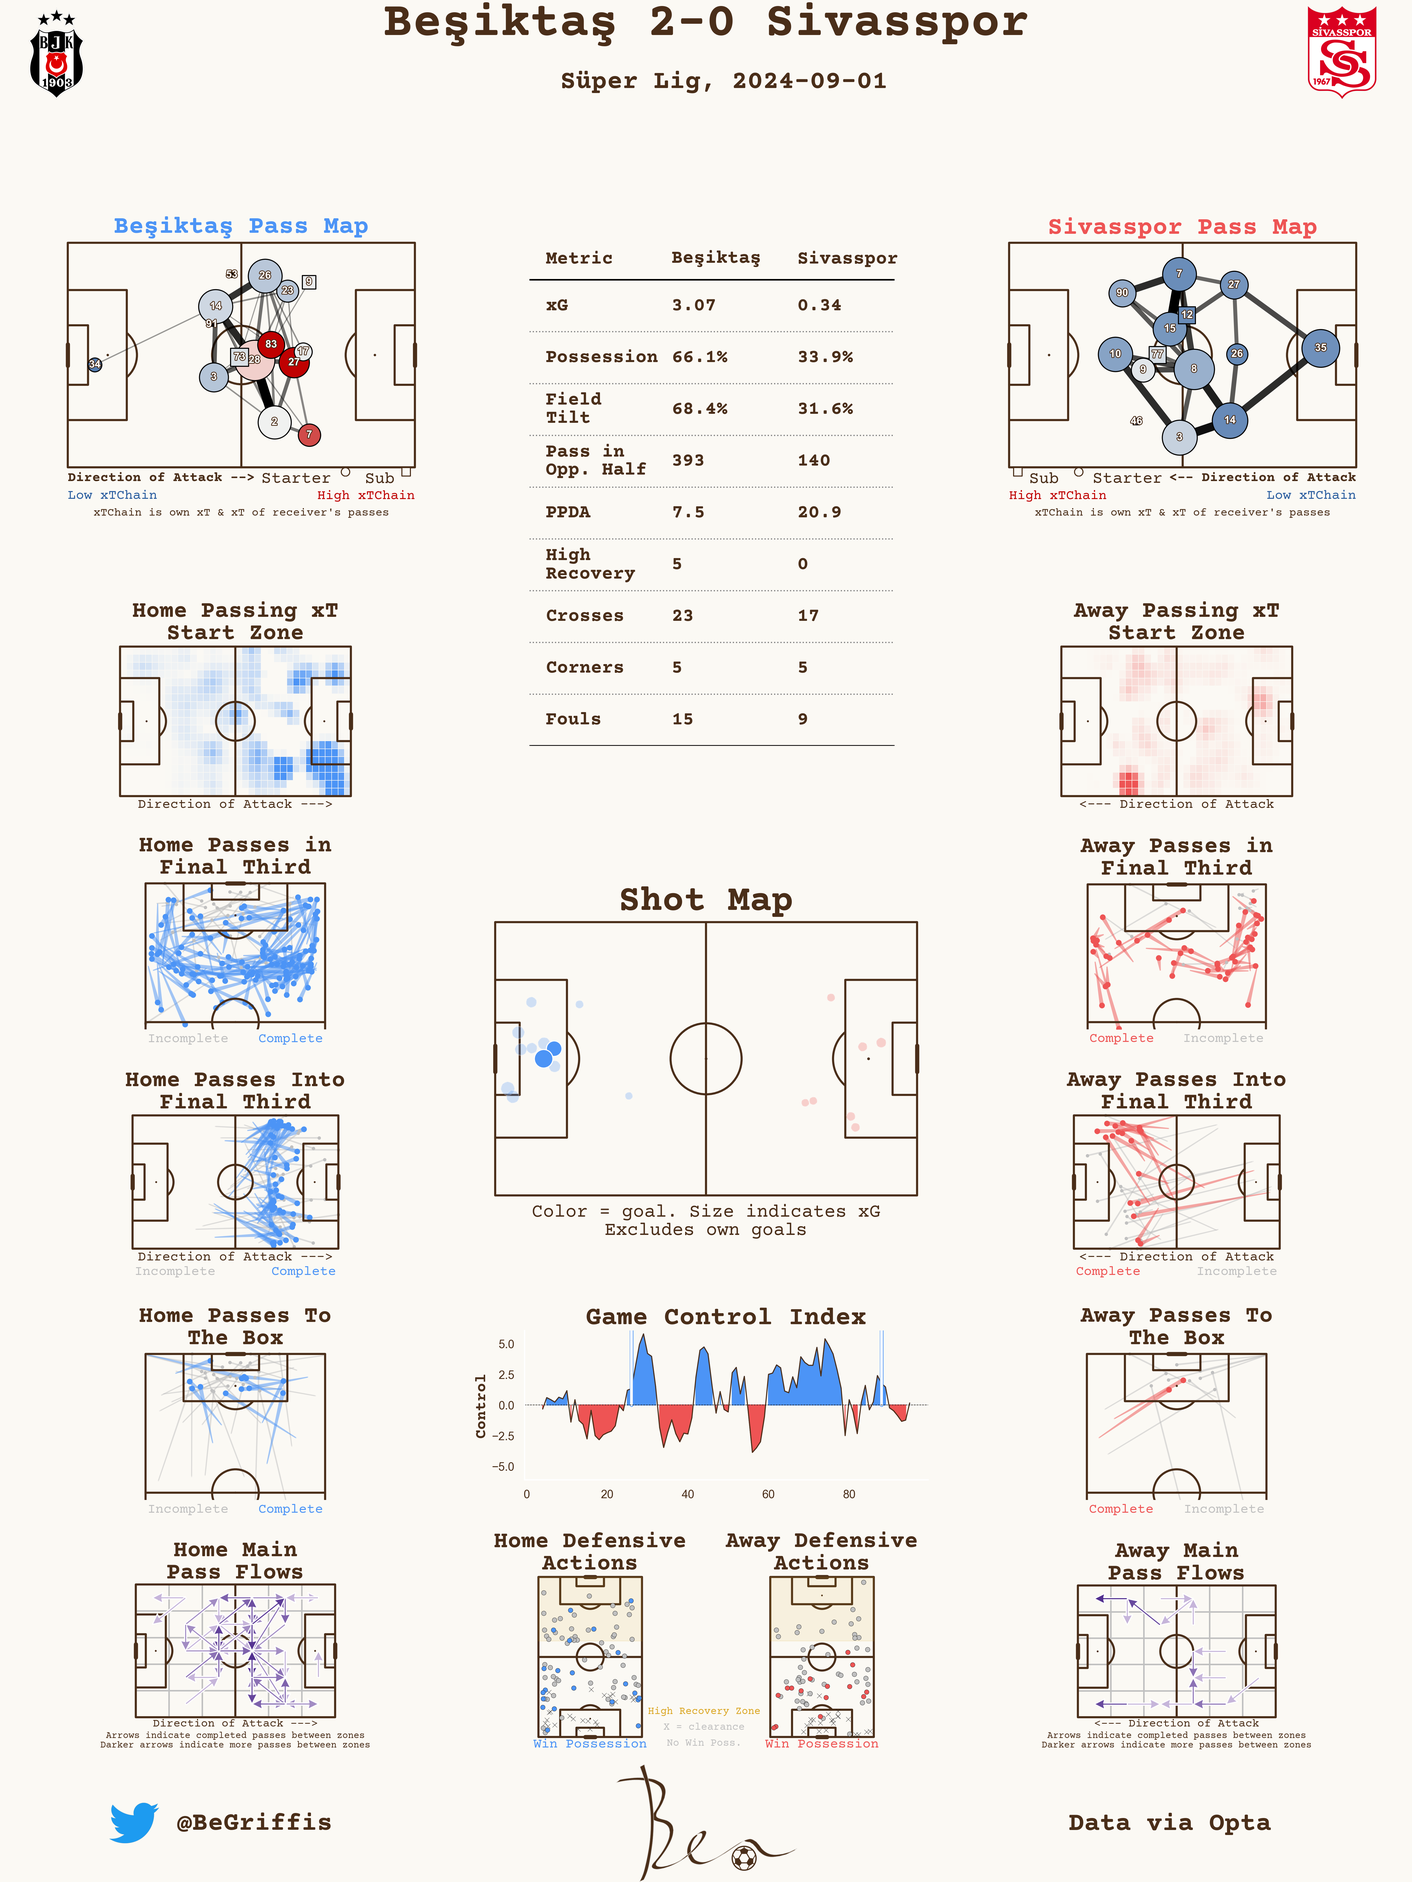 Beşiktaş 2-0 Sivasspor
Süper Lig, 2024-09-01
BJK
1903
SİVASSPOR
1967
Beşiktaş Pass Map
53
26
9
23
14
91
83
17
73
28
27
34
3
2
7
Direction of Attack --> Starter Sub
Low xTChain High xTChain
xTChain is own xT & xT of receiver's passes
Metric Beşiktaş Sivasspor
xG 3.07 0.34
Possession 66.1% 33.9%
Field
Tilt 68.4% 31.6%
Pass in
Opp. Half 393 140
PPDA 7.5 20.9
High
Recovery 5 0
Crosses 23 17
Corners 5 5
Fouls 15 9
Sivasspor Pass Map
7
27
90
12
15
10
77
26
35
9
8
46
14
3
Sub Starter <-- Direction of Attack
High xTChain Low xTChain
xTChain is own xT & xT of receiver's passes
Home Passing xT
Start Zone
Direction of Attack --->
Away Passing xT
Start Zone
<--- Direction of Attack
Home Passes in
Final Third
Incomplete Complete
Away Passes in
Final Third
Complete Incomplete
Shot Map
Color = goal. Size indicates xG
Excludes own goals
Home Passes Into
Final Third
Direction of Attack --->
Incomplete Complete
Away Passes Into
Final Third
<--- Direction of Attack
Complete Incomplete
Home Passes To
The Box
Incomplete Complete
Game Control Index
Control
5.0
2.5
0.0
−2.5
−5.0
0 20 40 60 80
Away Passes To
The Box
Complete Incomplete
Home Main
Pass Flows
Direction of Attack --->
Arrows indicate completed passes between zones
Darker arrows indicate more passes between zones
Home Defensive
Actions
Win Possession
High Recovery Zone
X = clearance
No Win Poss.
Away Defensive
Actions
Win Possession
Away Main
Pass Flows
<--- Direction of Attack
Arrows indicate completed passes between zones
Darker arrows indicate more passes between zones
@BeGriffis
Ben
Data via Opta